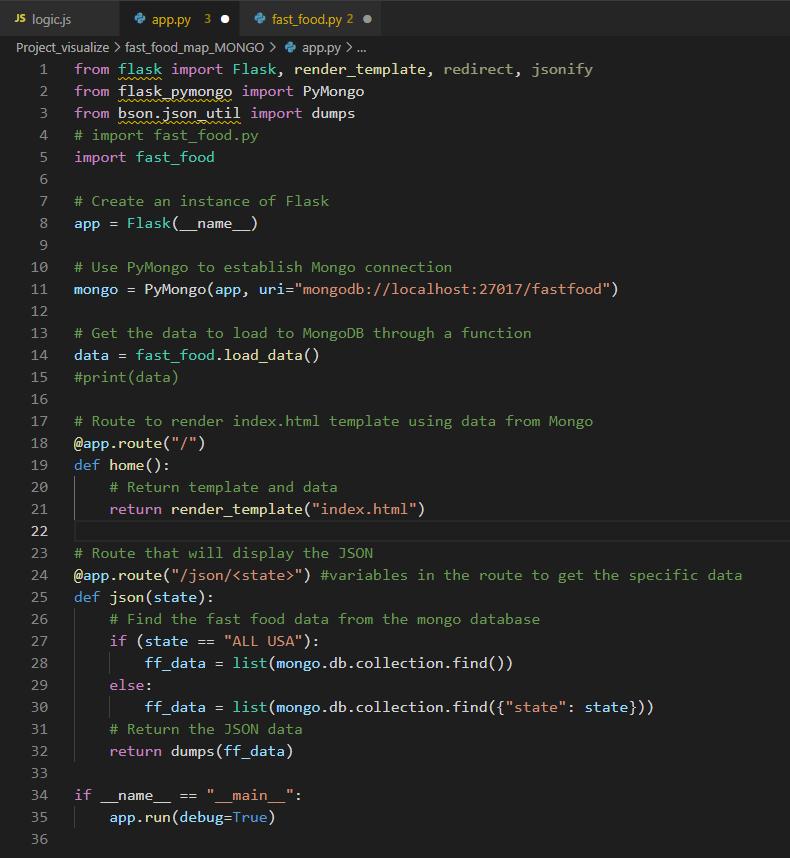 JS logic.js app.py 3 fast_food.py 2
Project_visualize > fast_food_map_MONGO > app.py > ...
1 from flask import Flask, render_template, redirect, jsonify
2 from flask_pymongo import PyMongo
3 from bson.json_util import dumps
4 # import fast_food.py
5 import fast_food
6
7 # Create an instance of Flask
8 app = Flask(__name__)
9
10 # Use PyMongo to establish Mongo connection
11 mongo = PyMongo(app, uri="mongodb://localhost:27017/fastfood")
12
13 # Get the data to load to MongoDB through a function
14 data = fast_food.load_data()
15 #print(data)
16
17 # Route to render index.html template using data from Mongo
18 @app.route("/")
19 def home():
20     # Return template and data
21     return render_template("index.html")
22
23 # Route that will display the JSON
24 @app.route("/json/<state>") #variables in the route to get the specific data
25 def json(state):
26     # Find the fast food data from the mongo database
27     if (state == "ALL USA"):
28         ff_data = list(mongo.db.collection.find())
29     else:
30         ff_data = list(mongo.db.collection.find({"state": state}))
31     # Return the JSON data
32     return dumps(ff_data)
33
34 if __name__ == "__main__":
35     app.run(debug=True)
36